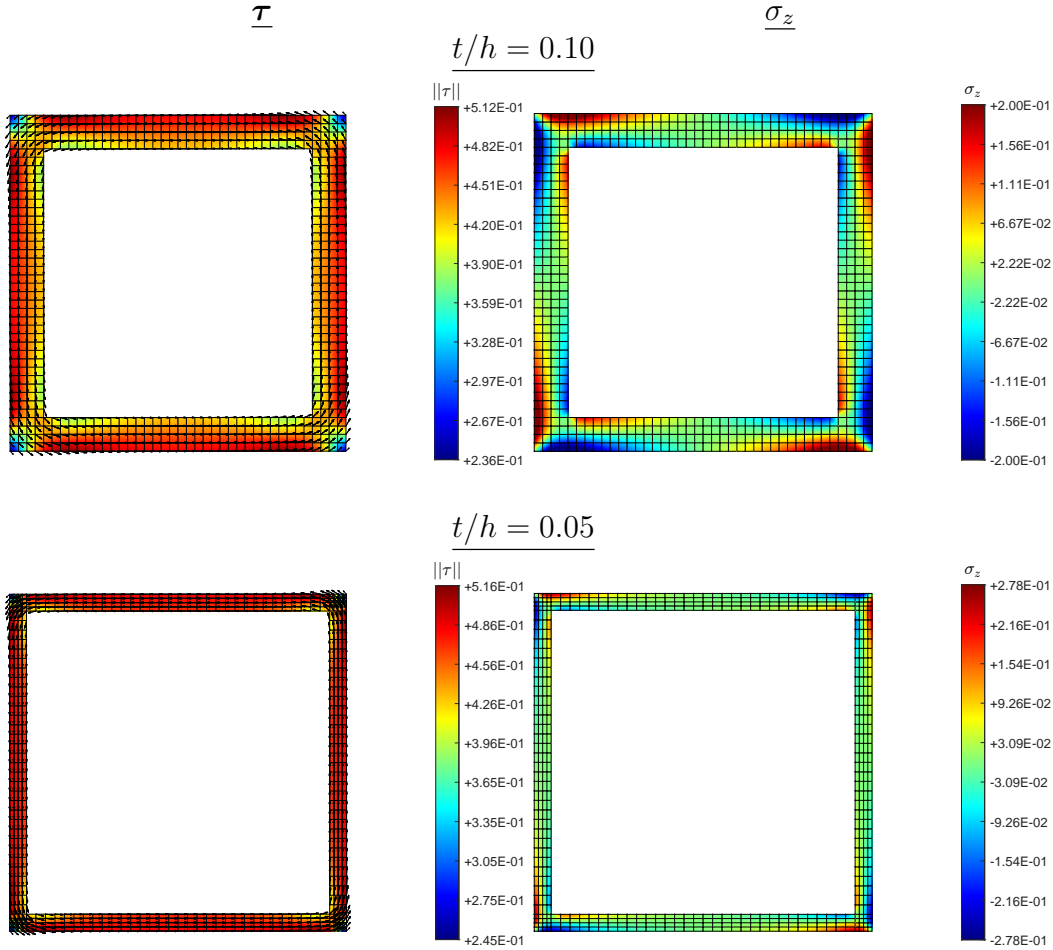 τ
σz
t/h = 0.10
||τ||
+5.12E-01
+4.82E-01
+4.51E-01
+4.20E-01
+3.90E-01
+3.59E-01
+3.28E-01
+2.97E-01
+2.67E-01
+2.36E-01
σz
+2.00E-01
+1.56E-01
+1.11E-01
+6.67E-02
+2.22E-02
-2.22E-02
-6.67E-02
-1.11E-01
-1.56E-01
-2.00E-01
t/h = 0.05
||τ||
+5.16E-01
+4.86E-01
+4.56E-01
+4.26E-01
+3.96E-01
+3.65E-01
+3.35E-01
+3.05E-01
+2.75E-01
+2.45E-01
σz
+2.78E-01
+2.16E-01
+1.54E-01
+9.26E-02
+3.09E-02
-3.09E-02
-9.26E-02
-1.54E-01
-2.16E-01
-2.78E-01